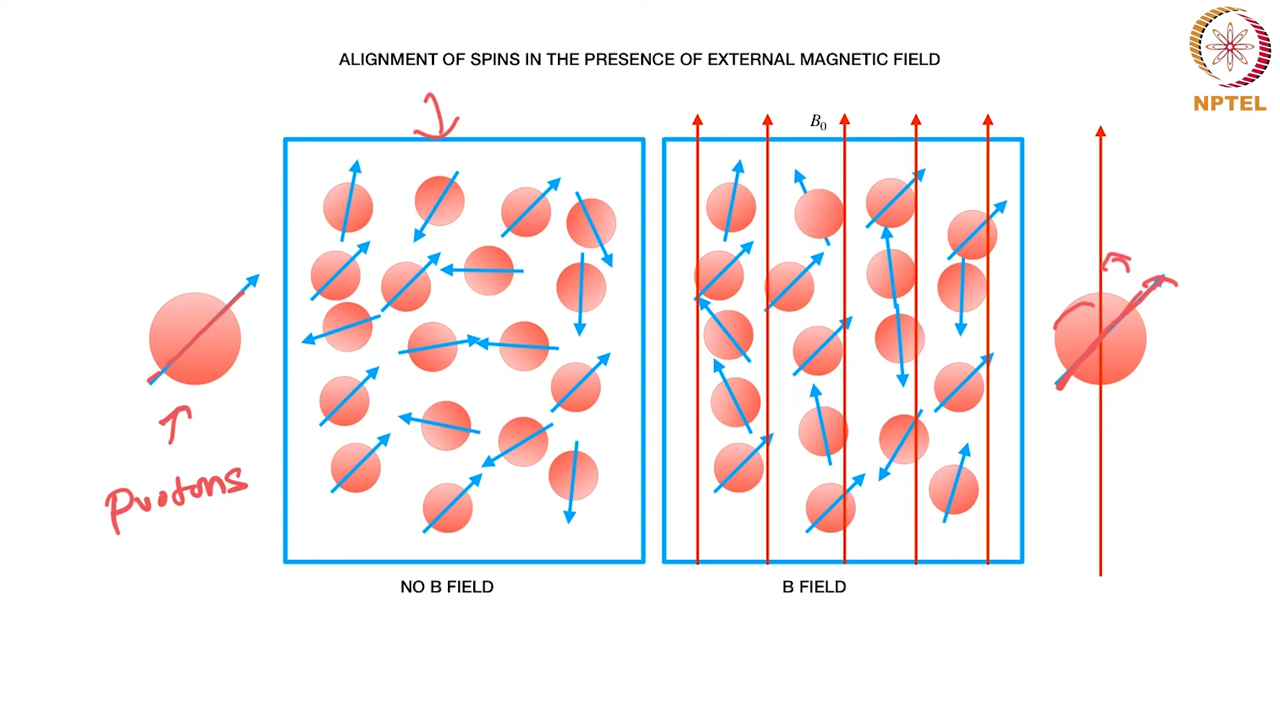 ALIGNMENT OF SPINS IN THE PRESENCE OF EXTERNAL MAGNETIC FIELD
NPTEL
B₀
Protons
NO B FIELD
B FIELD